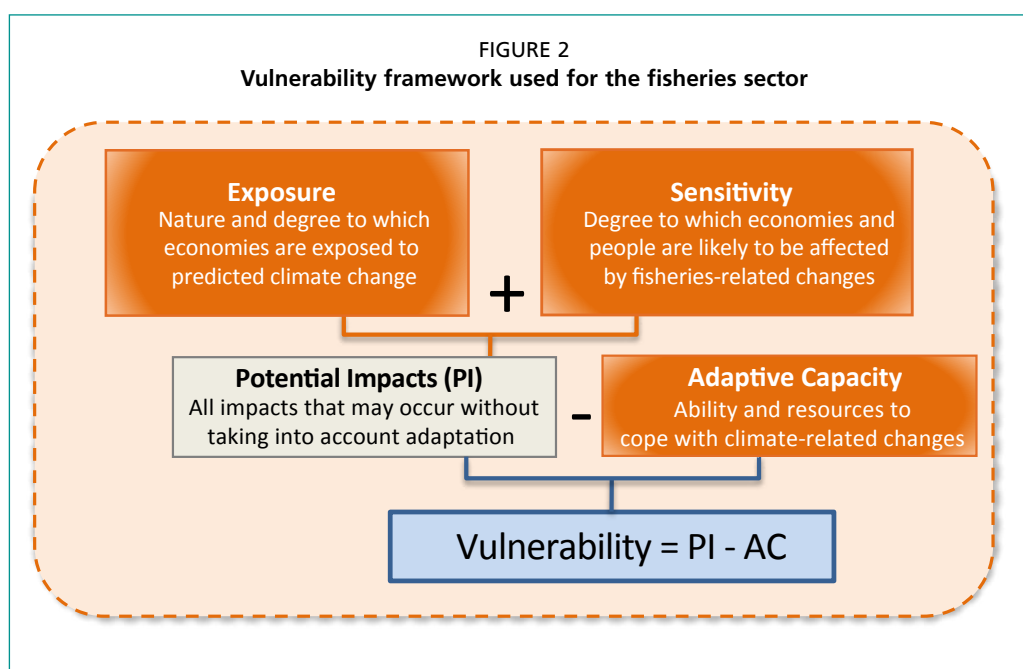 FIGURE 2
Vulnerability framework used for the fisheries sector
Exposure
Nature and degree to which
economies are exposed to
predicted climate change
+
Sensitivity
Degree to which economies and
people are likely to be affected
by fisheries-related changes
Potential Impacts (PI)
All impacts that may occur without
taking into account adaptation
-
Adaptive Capacity
Ability and resources to
cope with climate-related changes
Vulnerability = PI - AC